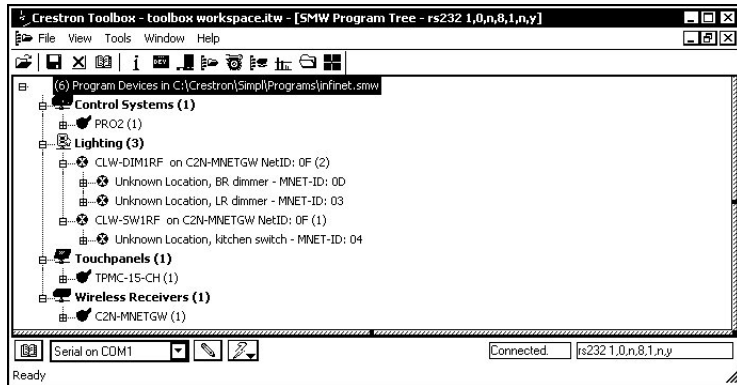 Crestron Toolbox - toolbox workspace.itw - [SMW Program Tree - rs232 1,0,n,8,1,n,y]
File View Tools Window Help
i DEV
(6) Program Devices in C:\Crestron\Simpl\Programs\infinet.smw
Control Systems (1)
PRO2 (1)
Lighting (3)
CLW-DIM1RF on C2N-MNETGW NetID: 0F (2)
Unknown Location, BR dimmer - MNET-ID: 0D
Unknown Location, LR dimmer - MNET-ID: 03
CLW-SW1RF on C2N-MNETGW NetID: 0F (1)
Unknown Location, kitchen switch - MNET-ID: 04
Touchpanels (1)
TPMC-15-CH (1)
Wireless Receivers (1)
C2N-MNETGW (1)
Serial on COM1 Connected. rs232 1,0,n,8,1,n,y
Ready